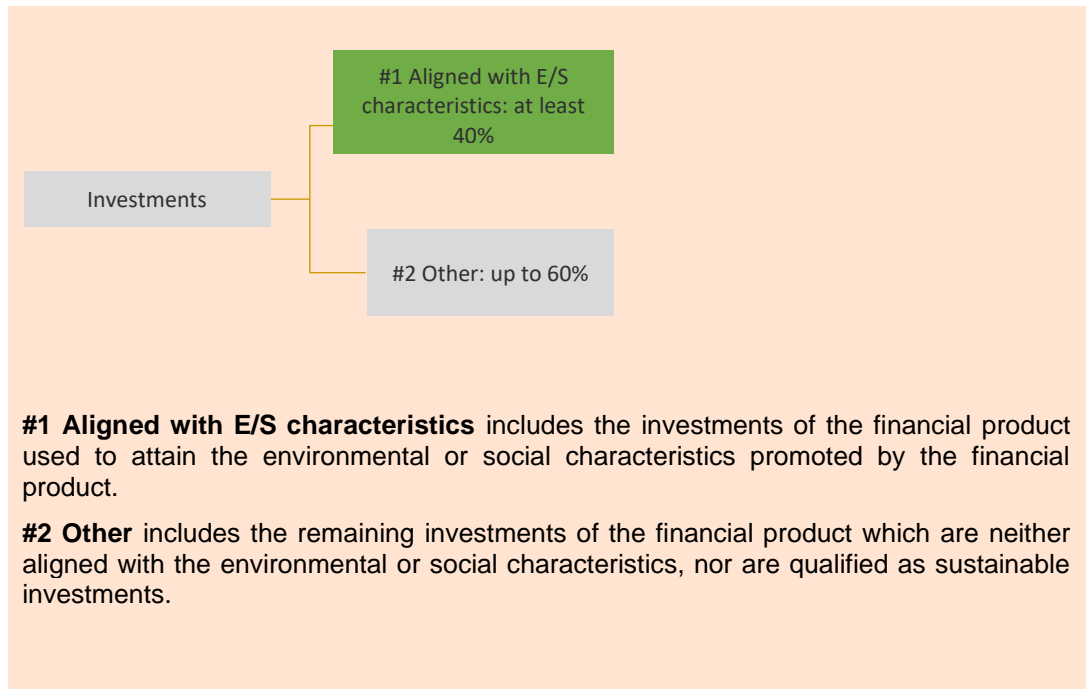 #1 Aligned with E/S
characteristics: at least
40%
Investments
#2 Other: up to 60%
#1 Aligned with E/S characteristics includes the investments of the financial product
used to attain the environmental or social characteristics promoted by the financial
product.
#2 Other includes the remaining investments of the financial product which are neither
aligned with the environmental or social characteristics, nor are qualified as sustainable
investments.